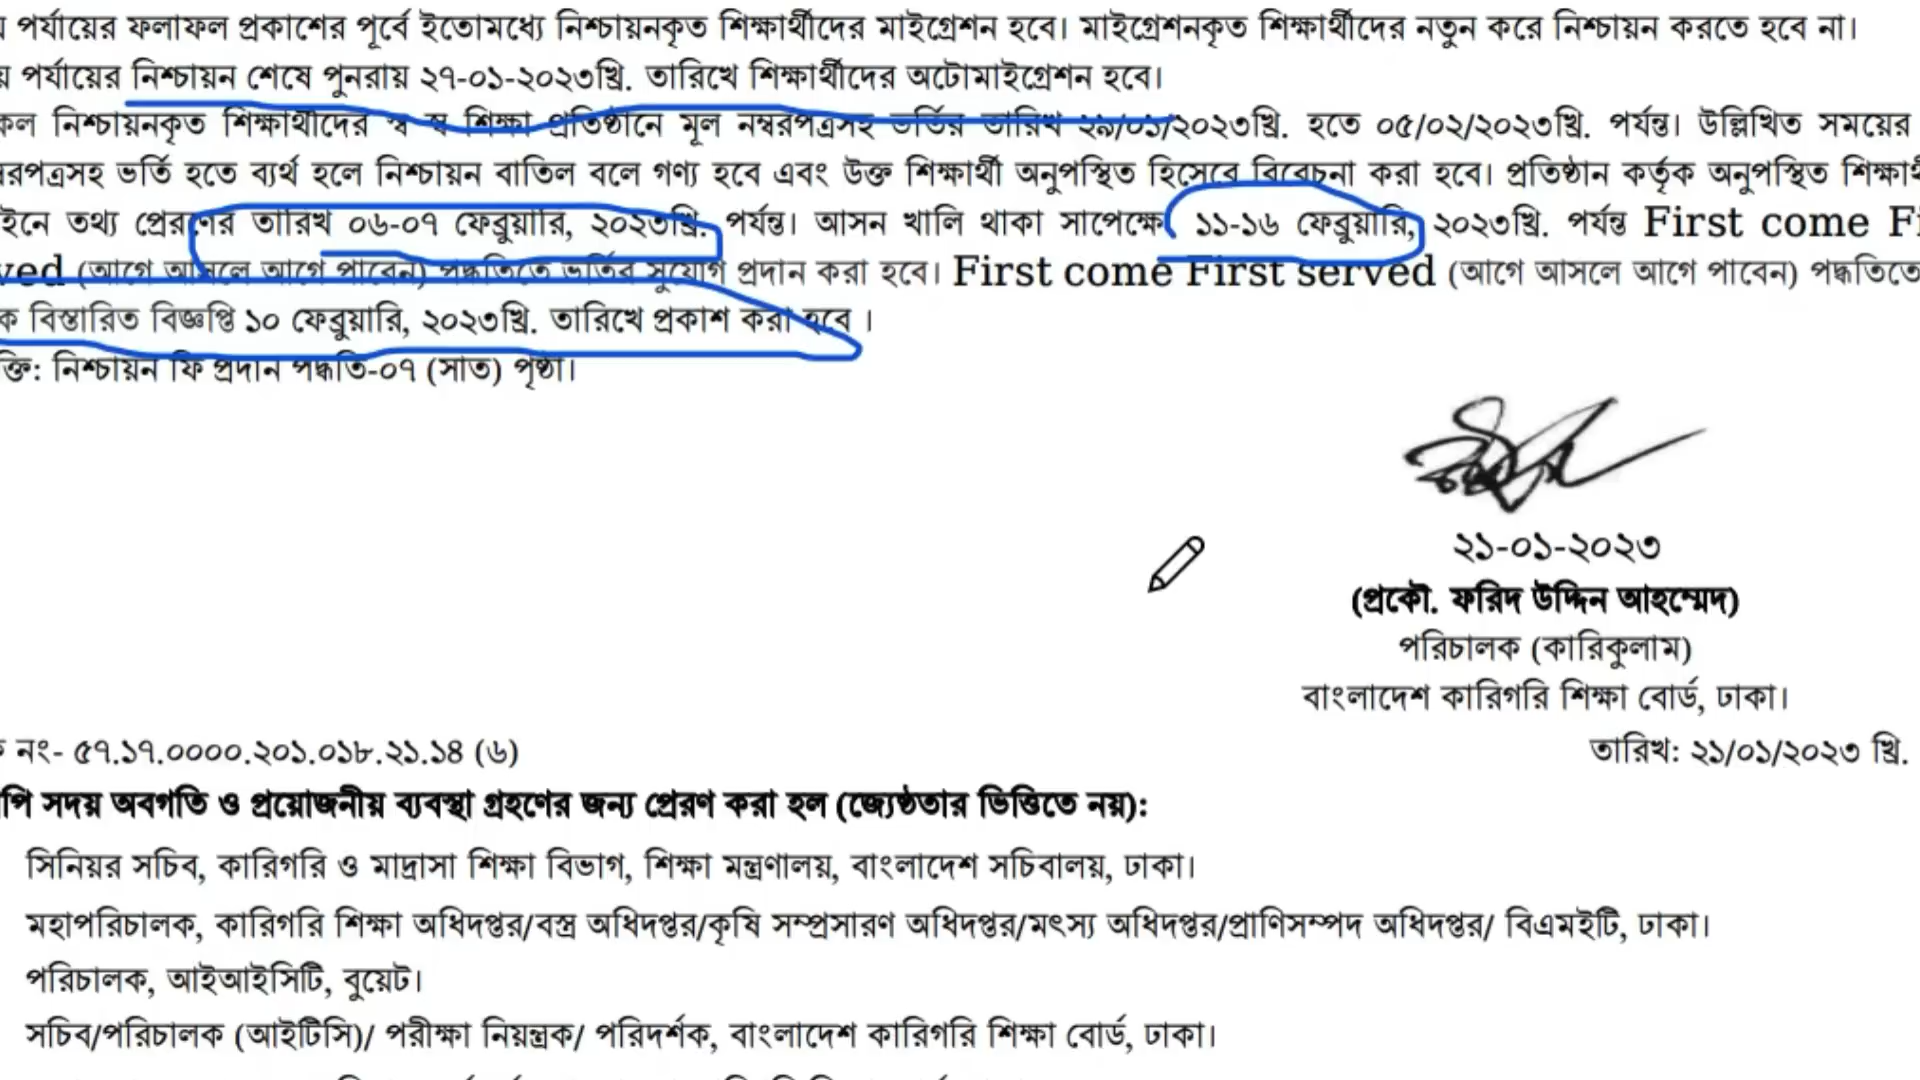 পর্যায়ের ফলাফল প্রকাশের পূর্বে ইতোমধ্যে নিশ্চায়নকৃত শিক্ষার্থীদের মাইগ্রেশন হবে। মাইগ্রেশনকৃত শিক্ষার্থীদের নতুন করে নিশ্চায়ন করতে হবে না।
পর্যায়ের নিশ্চায়ন শেষে পুনরায় ২৭-০১-২০২৩খ্রি. তারিখে শিক্ষার্থীদের অটোমাইগ্রেশন হবে।
নিশ্চায়নকৃত শিক্ষার্থীদের স্ব স্ব শিক্ষা প্রতিষ্ঠানে মূল নম্বরপত্রসহ ভর্তির তারিখ ২৯/০১/২০২৩খ্রি. হতে ০৫/০২/২০২৩খ্রি. পর্যন্ত। উল্লিখিত সময়ের
ভর্তি হতে ব্যর্থ হলে নিশ্চায়ন বাতিল বলে গণ্য হবে এবং উক্ত শিক্ষার্থী অনুপস্থিত হিসেবে বিবেচনা করা হবে। প্রতিষ্ঠান কর্তৃক অনুপস্থিত
তথ্য প্রেরণের তারিখ ০৬-০৭ ফেব্রুয়ারি, ২০২৩খ্রি. পর্যন্ত। আসন খালি থাকা সাপেক্ষে ১১-১৬ ফেব্রুয়ারি, ২০২৩খ্রি. পর্যন্ত First come
(আগে আসলে আগে পাবেন) পদ্ধতিতে ভর্তির সুযোগ প্রদান করা হবে। First come First served (আগে আসলে আগে পাবেন) পদ্ধতিতে
বিস্তারিত বিজ্ঞপ্তি ১০ ফেব্রুয়ারি, ২০২৩খ্রি. তারিখে প্রকাশ করা হবে ।
নিশ্চায়ন ফি প্রদান পদ্ধতি-০৭ (সাত) পৃষ্ঠা।
২১-০১-২০২৩
(প্রকৌ. ফরিদ উদ্দিন আহম্মেদ)
পরিচালক (কারিকুলাম)
বাংলাদেশ কারিগরি শিক্ষা বোর্ড, ঢাকা।
নং- ৫৭.১৭.০০০০.২০১.০১৮.২১.১৪ (৬)
তারিখ: ২১/০১/২০২৩ খ্রি.
সদয় অবগতি ও প্রয়োজনীয় ব্যবস্থা গ্রহণের জন্য প্রেরণ করা হল (জ্যেষ্ঠতার ভিত্তিতে নয়):
সিনিয়র সচিব, কারিগরি ও মাদ্রাসা শিক্ষা বিভাগ, শিক্ষা মন্ত্রণালয়, বাংলাদেশ সচিবালয়, ঢাকা।
মহাপরিচালক, কারিগরি শিক্ষা অধিদপ্তর/বস্ত্র অধিদপ্তর/কৃষি সম্প্রসারণ অধিদপ্তর/মৎস্য অধিদপ্তর/প্রাণিসম্পদ অধিদপ্তর/ বিএমইটি, ঢাকা।
পরিচালক, আইআইসিটি, বুয়েট।
সচিব/পরিচালক (আইটিসি)/ পরীক্ষা নিয়ন্ত্রক/ পরিদর্শক, বাংলাদেশ কারিগরি শিক্ষা বোর্ড, ঢাকা।